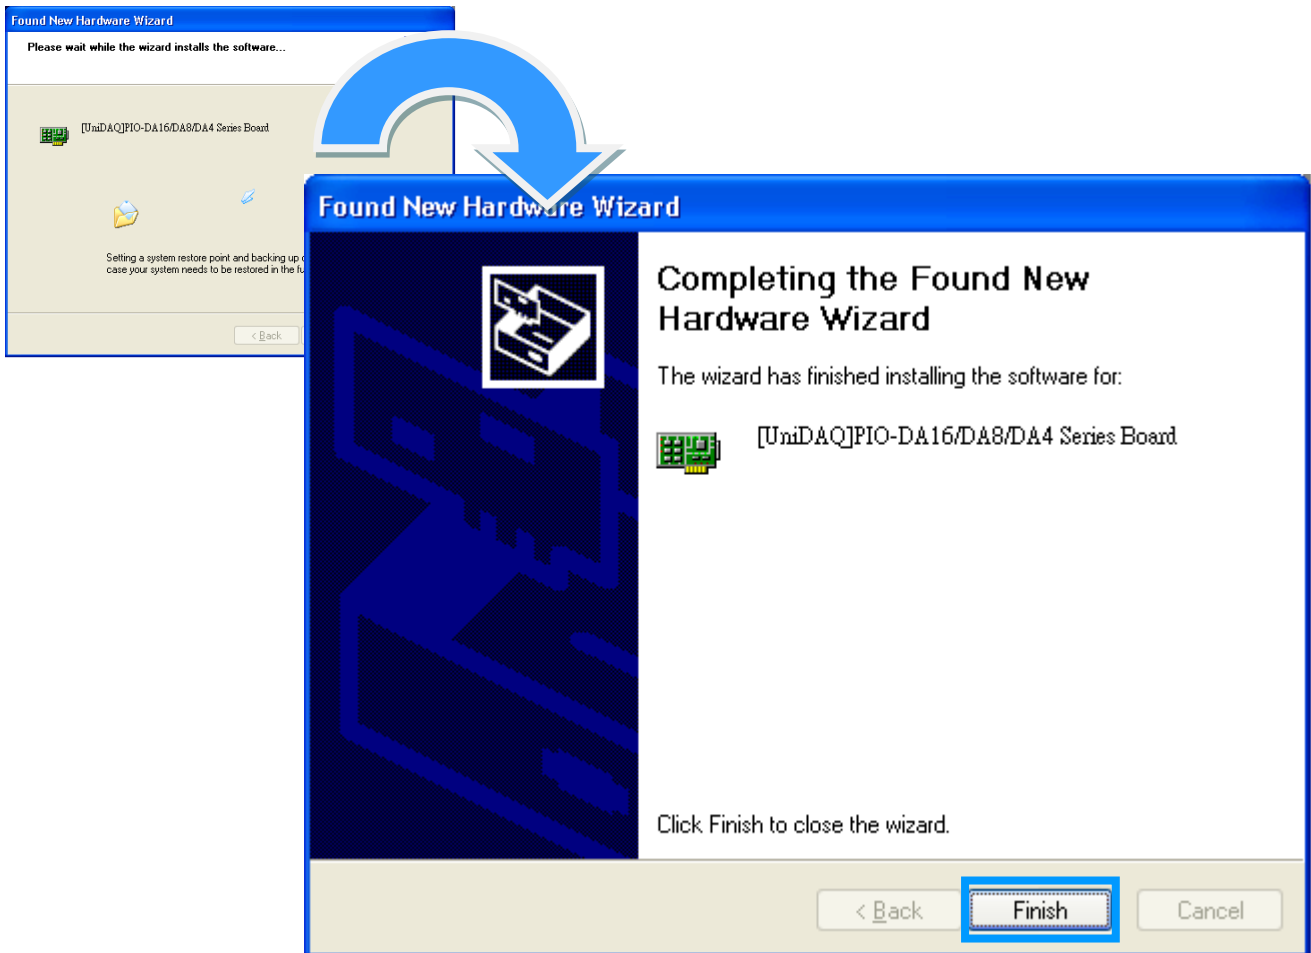 Found New Hardware Wizard
Please wait while the wizard installs the software...
[UniDAQ]PIO-DA16/DA8/DA4 Series Board
Setting a system restore point and backing up
case your system needs to be restored in the
< Back
Found New Hardware Wizard
Completing the Found New
Hardware Wizard
The wizard has finished installing the software for:
[UniDAQ]PIO-DA16/DA8/DA4 Series Board
Click Finish to close the wizard.
< Back
Finish
Cancel